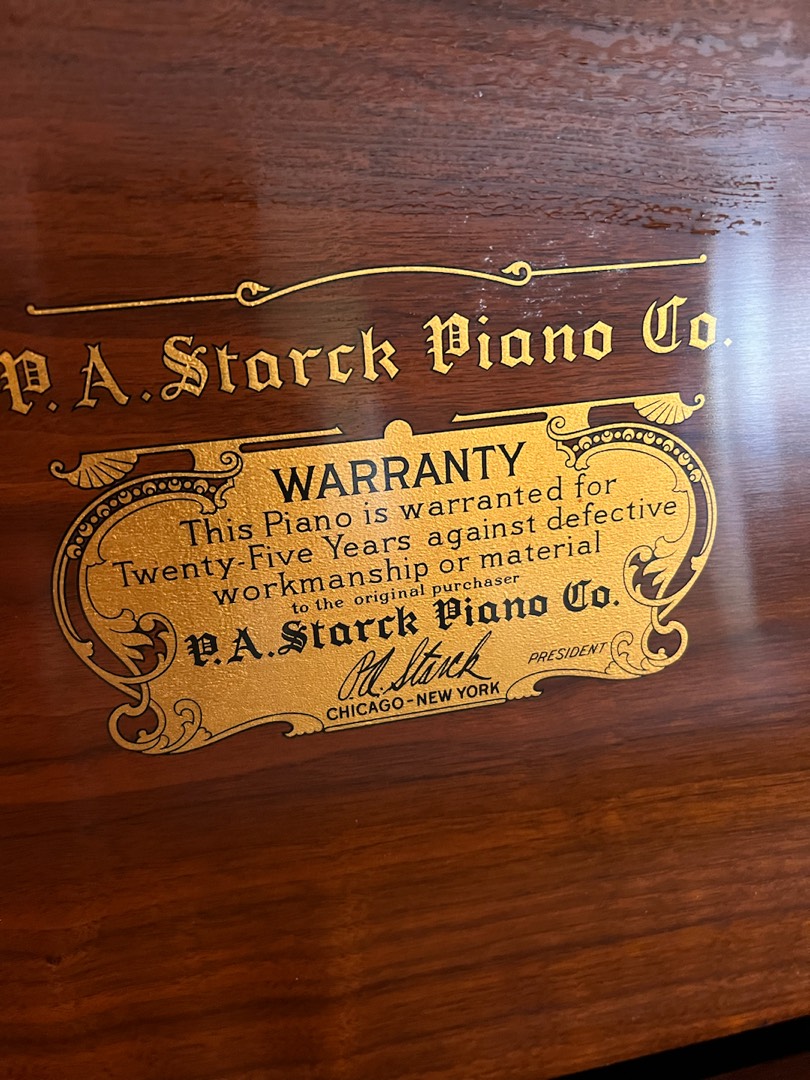 P.A.Starck Piano Co.
WARRANTY
This Piano is warranted for
Twenty-Five Years against defective
workmanship or material
to the original purchaser
P.A.Starck Piano Co.
P.A. Starck PRESIDENT
CHICAGO-NEW YORK